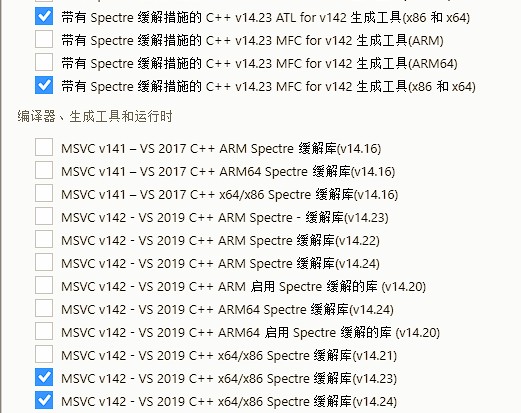 带有 Spectre 缓解措施的 C++ v14.23 ATL for v142 生成工具(x86 和 x64)
带有 Spectre 缓解措施的 C++ v14.23 MFC for v142 生成工具(ARM)
带有 Spectre 缓解措施的 C++ v14.23 MFC for v142 生成工具(ARM64)
带有 Spectre 缓解措施的 C++ v14.23 MFC for v142 生成工具(x86 和 x64)
编译器、生成工具和运行时
MSVC v141 – VS 2017 C++ ARM Spectre 缓解库(v14.16)
MSVC v141 – VS 2017 C++ ARM64 Spectre 缓解库(v14.16)
MSVC v141 – VS 2017 C++ x64/x86 Spectre 缓解库(v14.16)
MSVC v142 - VS 2019 C++ ARM Spectre - 缓解库(v14.23)
MSVC v142 - VS 2019 C++ ARM Spectre 缓解库(v14.22)
MSVC v142 - VS 2019 C++ ARM Spectre 缓解库(v14.24)
MSVC v142 - VS 2019 C++ ARM 启用 Spectre 缓解的库 (v14.20)
MSVC v142 - VS 2019 C++ ARM64 Spectre 缓解库(v14.24)
MSVC v142 - VS 2019 C++ ARM64 启用 Spectre 缓解的库 (v14.20)
MSVC v142 - VS 2019 C++ x64/x86 Spectre 缓解库(v14.21)
MSVC v142 - VS 2019 C++ x64/x86 Spectre 缓解库(v14.23)
MSVC v142 - VS 2019 C++ x64/x86 Spectre 缓解库(v14.24)